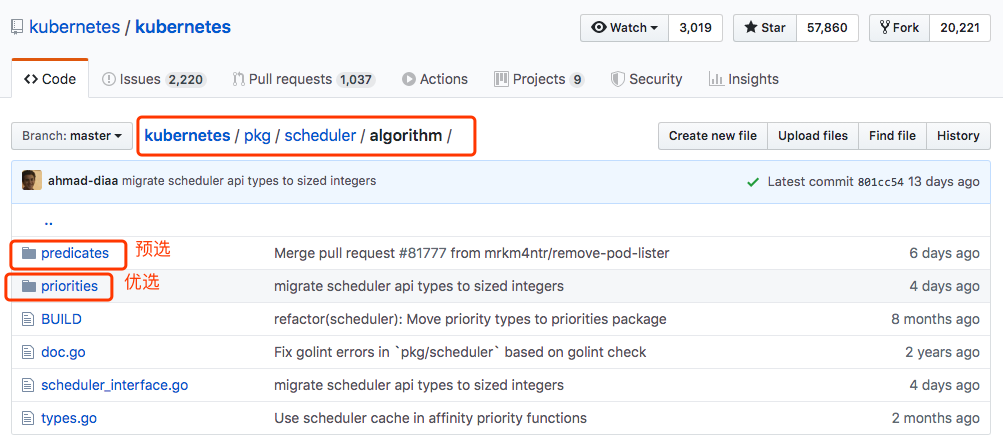 kubernetes / kubernetes
Watch 3,019 Star 57,860 Fork 20,221
Code Issues 2,220 Pull requests 1,037 Actions Projects 9 Security Insights
Branch: master kubernetes / pkg / scheduler / algorithm / Create new file Upload files Find file History
ahmad-diaa migrate scheduler api types to sized integers Latest commit 801cc54 13 days ago
..
predicates 预选 Merge pull request #81777 from mrkm4ntr/remove-pod-lister 6 days ago
priorities 优选 migrate scheduler api types to sized integers 4 days ago
BUILD refactor(scheduler): Move priority types to priorities package 8 months ago
doc.go Fix golint errors in `pkg/scheduler` based on golint check 2 years ago
scheduler_interface.go migrate scheduler api types to sized integers 4 days ago
types.go Use scheduler cache in affinity priority functions 2 months ago